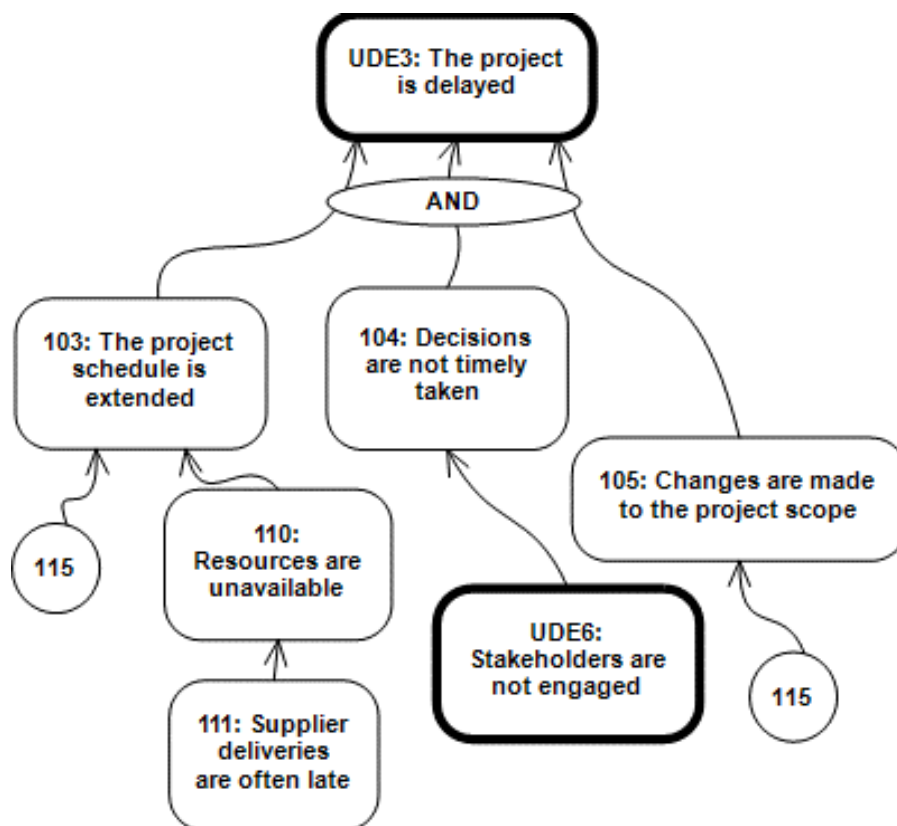 UDE3: The project
is delayed
AND
103: The project
schedule is
extended
104: Decisions
are not timely
taken
105: Changes are made
to the project scope
115
110:
Resources are
unavailable
UDE6:
Stakeholders are
not engaged
115
111: Supplier
deliveries
are often late